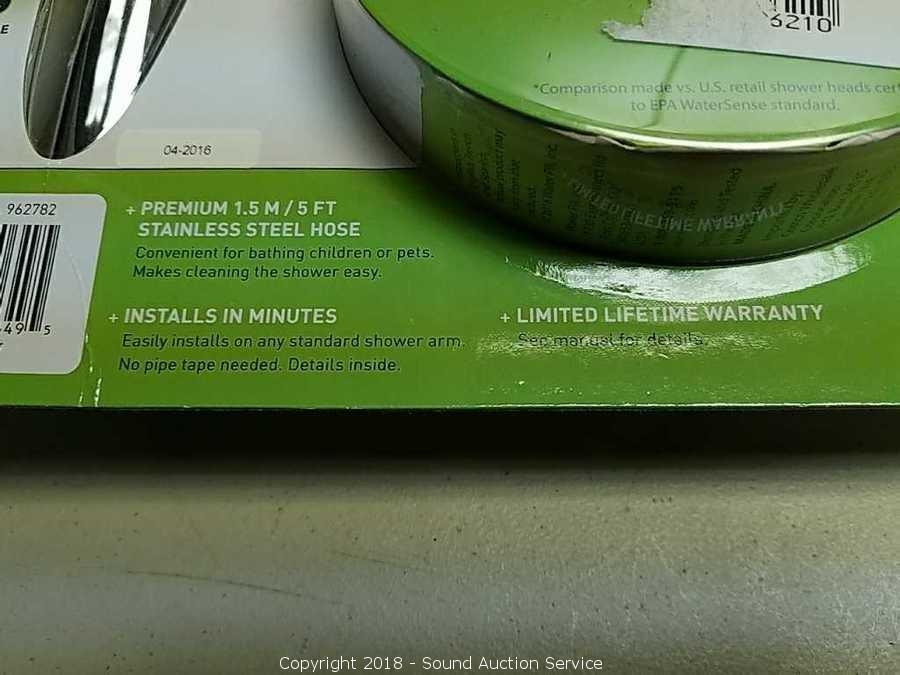 E
6210
*Comparison made vs. U.S. retail shower heads cert
to EPA WaterSense standard.
04-2016
LIMITED LIFETIME WARRANTY
962782
49 5
+ PREMIUM 1.5 M / 5 FT
STAINLESS STEEL HOSE
Convenient for bathing children or pets.
Makes cleaning the shower easy.
+ INSTALLS IN MINUTES
Easily installs on any standard shower arm.
No pipe tape needed. Details inside.
+ LIMITED LIFETIME WARRANTY
See manual for details.
Copyright 2018 - Sound Auction Service